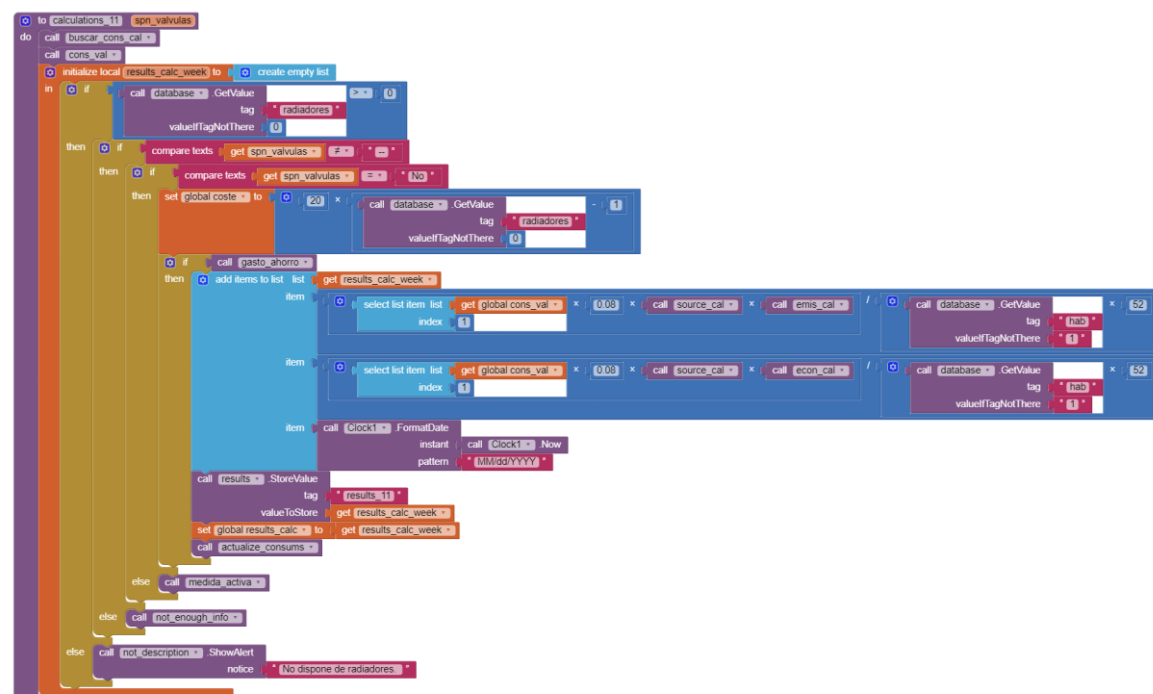 to calculations_11 spn_valvulas
do call buscar_cons_cal
call cons_val
initialize local results_calc_week to create empty list
in if call database .GetValue > 0
tag " radiadores "
valueIfTagNotThere 0
then if compare texts get spn_valvulas ≠ " -- "
then if compare texts get spn_valvulas = " No "
then set global coste to 20 × call database .GetValue - 1
tag " radiadores "
valueIfTagNotThere 0
if call gasto_ahorro
then add items to list list get results_calc_week
item select list item list get global cons_val × 0.08 × call source_cal × call emis_cal / call database .GetValue × 52
index 1 tag " hab "
valueIfTagNotThere " 1 "
item select list item list get global cons_val × 0.08 × call source_cal × call econ_cal / call database .GetValue × 52
index 1 tag " hab "
valueIfTagNotThere " 1 "
item call Clock1 .FormatDate
instant call Clock1 .Now
pattern " MM/dd/YYYY "
call results .StoreValue
tag " results_11 "
valueToStore get results_calc_week
set global results_calc to get results_calc_week
call actualize_consums
else call medida_activa
else call not_enough_info
else call not_description .ShowAlert
notice " No dispone de radiadores. "